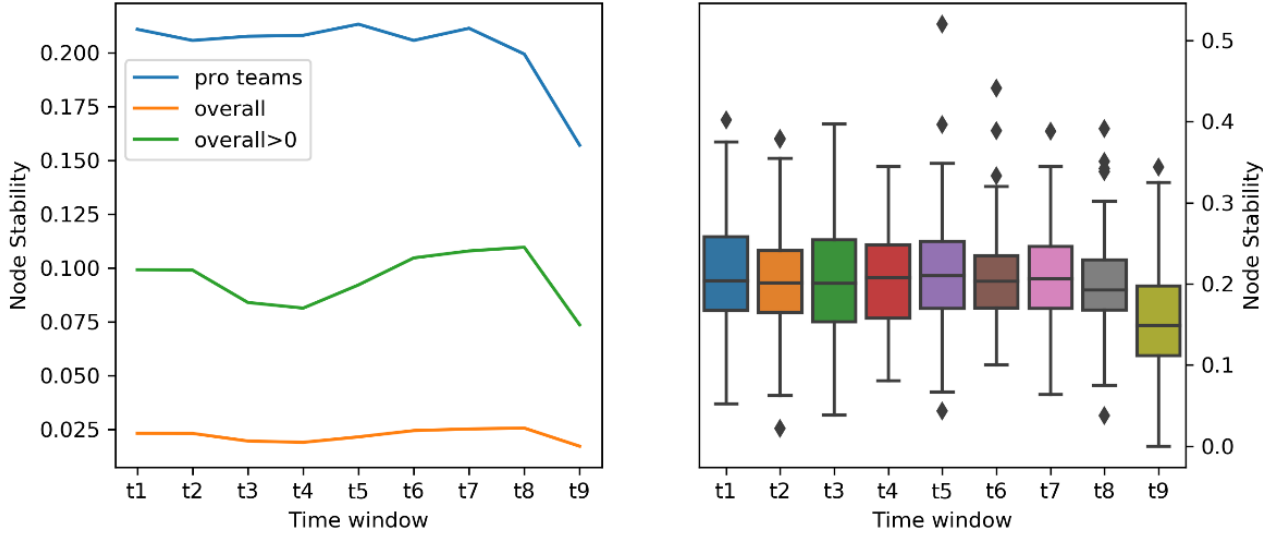 0.200
0.175
0.150
0.125
0.100
0.075
0.050
0.025
Node Stability
pro teams
overall
overall>0
t1 t2 t3 t4 t5 t6 t7 t8 t9
Time window
0.5
0.4
0.3
0.2
0.1
0.0
Node Stability
t1 t2 t3 t4 t5 t6 t7 t8 t9
Time window